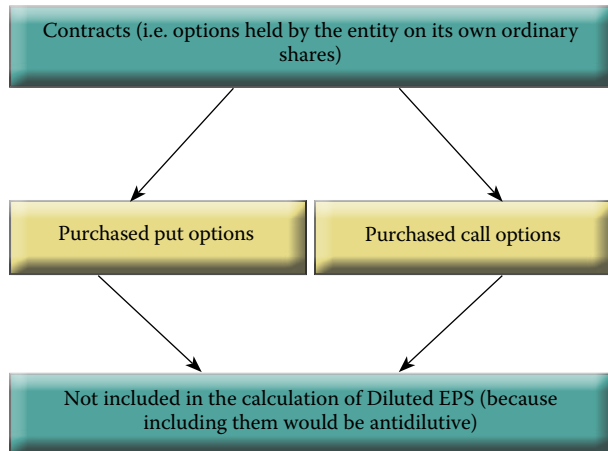 Contracts (i.e. options held by the entity on its own ordinary
shares)
Purchased put options
Purchased call options
Not included in the calculation of Diluted EPS (because
including them would be antidilutive)